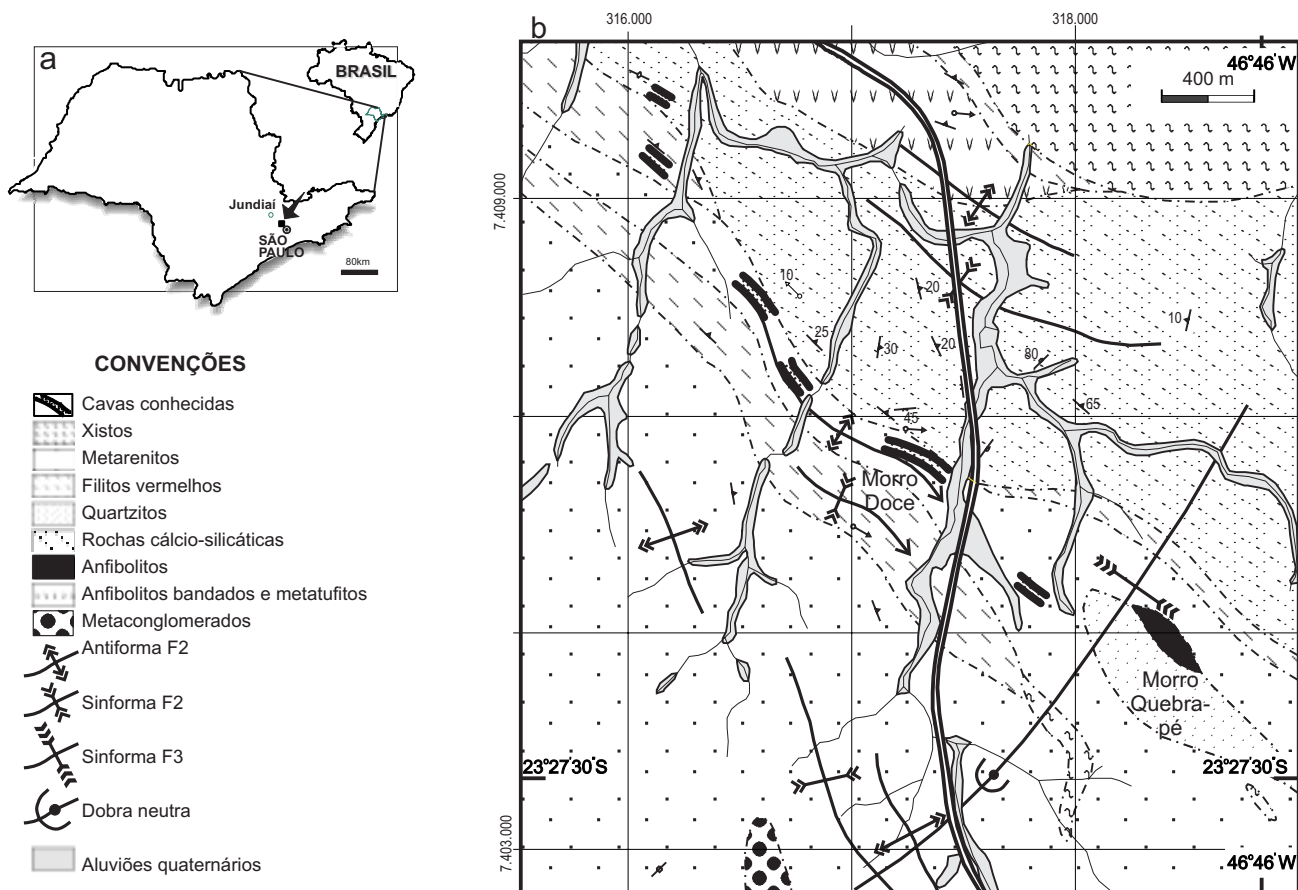 a
BRASIL
Jundiaí
SÃO
PAULO
80km
CONVENÇÕES
Cavas conhecidas
Xistos
Metarenitos
Filitos vermelhos
Quartzitos
Rochas cálcio-silicáticas
Anfibolitos
Anfibolitos bandados e metatufitos
Metaconglomerados
Antiforma F2
Sinforma F2
Sinforma F3
Dobra neutra
Aluviões quaternários
b
316.000
318.000
46°46' W
400 m
7.409.000
10
20
25
30
20
80
10
65
45
Morro
Doce
Morro
Quebra-
pé
23°27'30"S
23°27'30"S
7.403.000
46°46' W